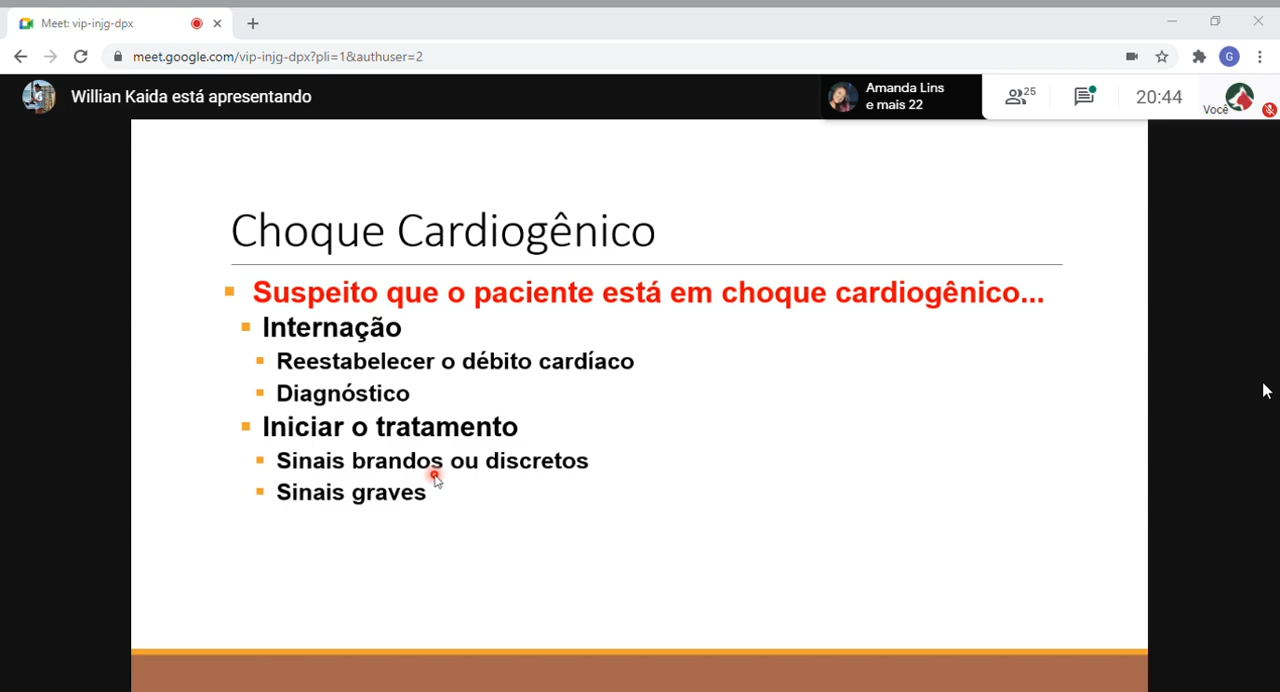 Meet: vip-injg-dpx
meet.google.com/vip-injg-dpx?pli=1&authuser=2
G
Willian Kaida está apresentando
Amanda Lins
e mais 22
25
20:44
Você
Choque Cardiogênico
Suspeito que o paciente está em choque cardiogênico...
Internação
Reestabelecer o débito cardíaco
Diagnóstico
Iniciar o tratamento
Sinais brandos ou discretos
Sinais graves